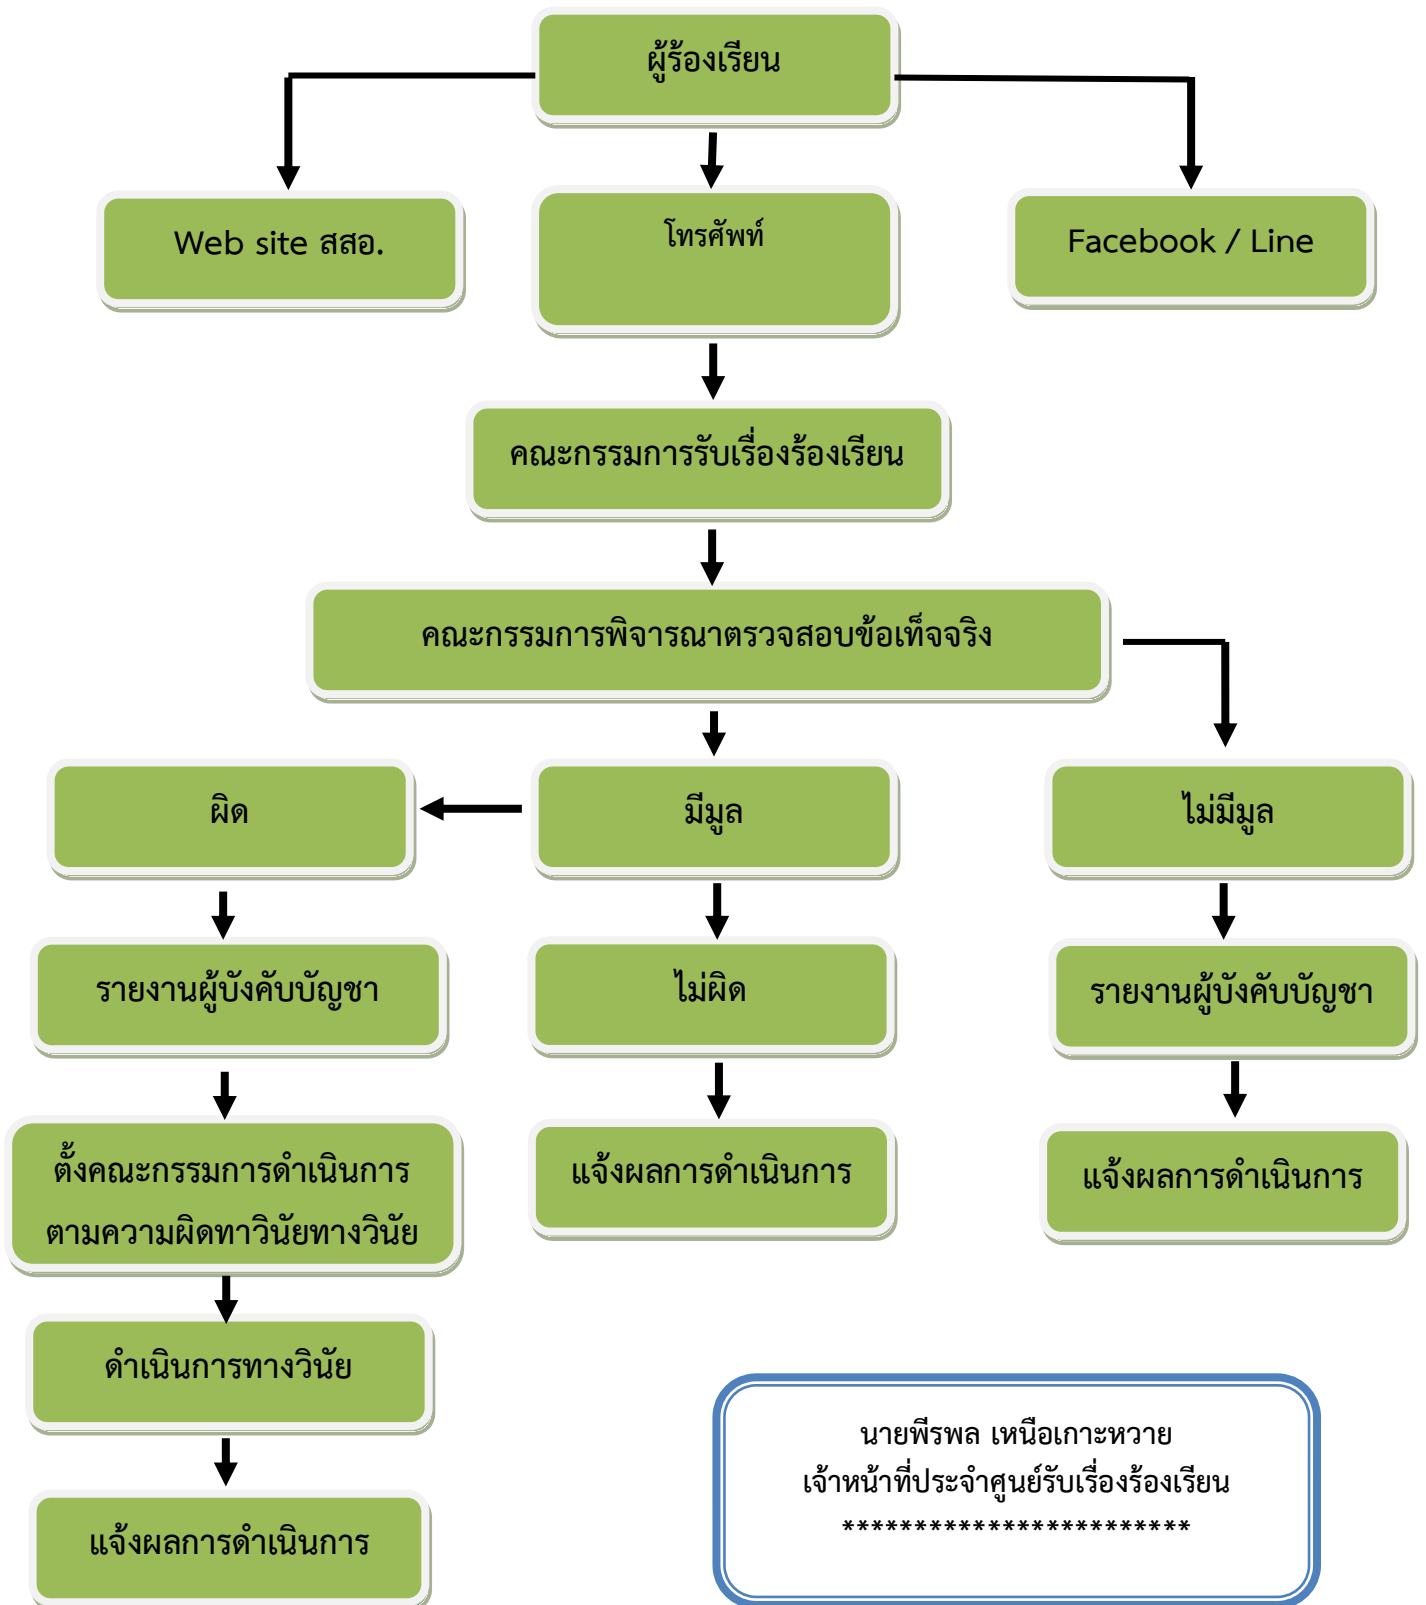 ผู้ร้องเรียน
Web site สสอ.
โทรศัพท์
Facebook / Line
คณะกรรมการรับเรื่องร้องเรียน
คณะกรรมการพิจารณาตรวจสอบข้อเท็จจริง
ผิด
มีมูล
ไม่มีมูล
รายงานผู้บังคับบัญชา
ไม่ผิด
รายงานผู้บังคับบัญชา
ตั้งคณะกรรมการดำเนินการ
ตามความผิดทาวินัยทางวินัย
แจ้งผลการดำเนินการ
แจ้งผลการดำเนินการ
ดำเนินการทางวินัย
แจ้งผลการดำเนินการ
นายพีรพล เหนือเกาะหวาย
เจ้าหน้าที่ประจำศูนย์รับเรื่องร้องเรียน
************************